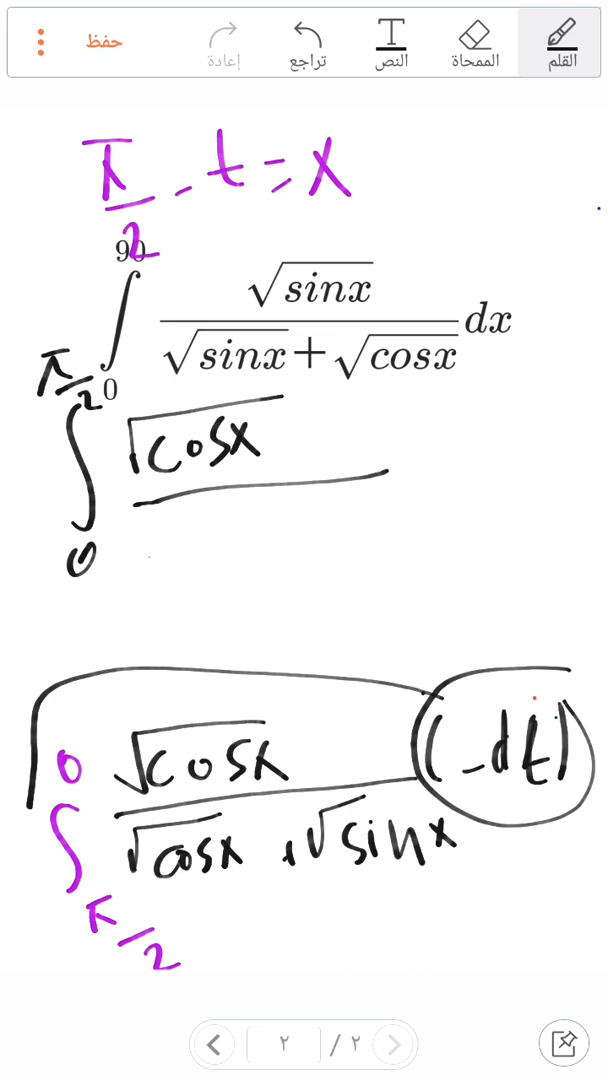 حفظ
إعادة
تراجع
النص
الممحاة
القلم
π/2 - t = x
∫ 0 90 √sinx / (√sinx + √cosx) dx
∫ 0 π/2 √cosx
∫ π/2 0 √cosx / (√cosx + √sinx) (-dt)
٢ / ٢